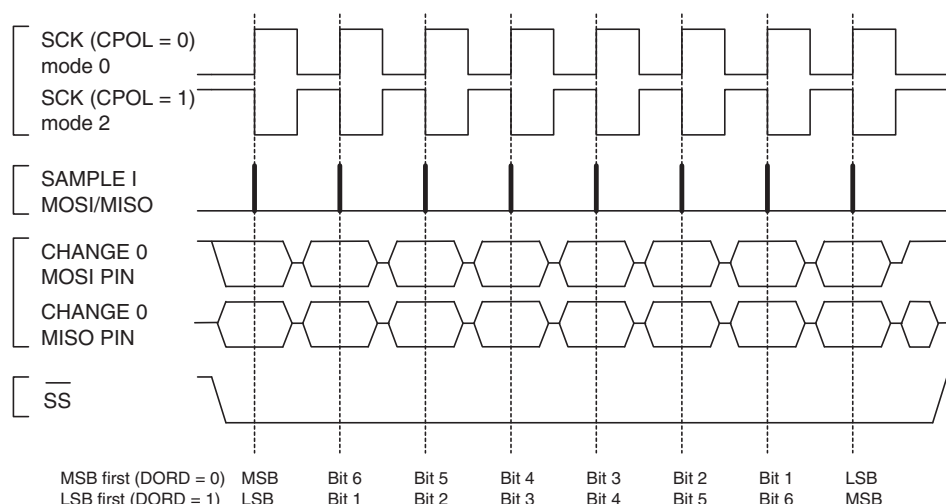 SCK (CPOL = 0)
mode 0
SCK (CPOL = 1)
mode 2
SAMPLE I
MOSI/MISO
CHANGE 0
MOSI PIN
CHANGE 0
MISO PIN
SS
MSB first (DORD = 0) MSB Bit 6 Bit 5 Bit 4 Bit 3 Bit 2 Bit 1 LSB
LSB first (DORD = 1) LSB Bit 1 Bit 2 Bit 3 Bit 4 Bit 5 Bit 6 MSB